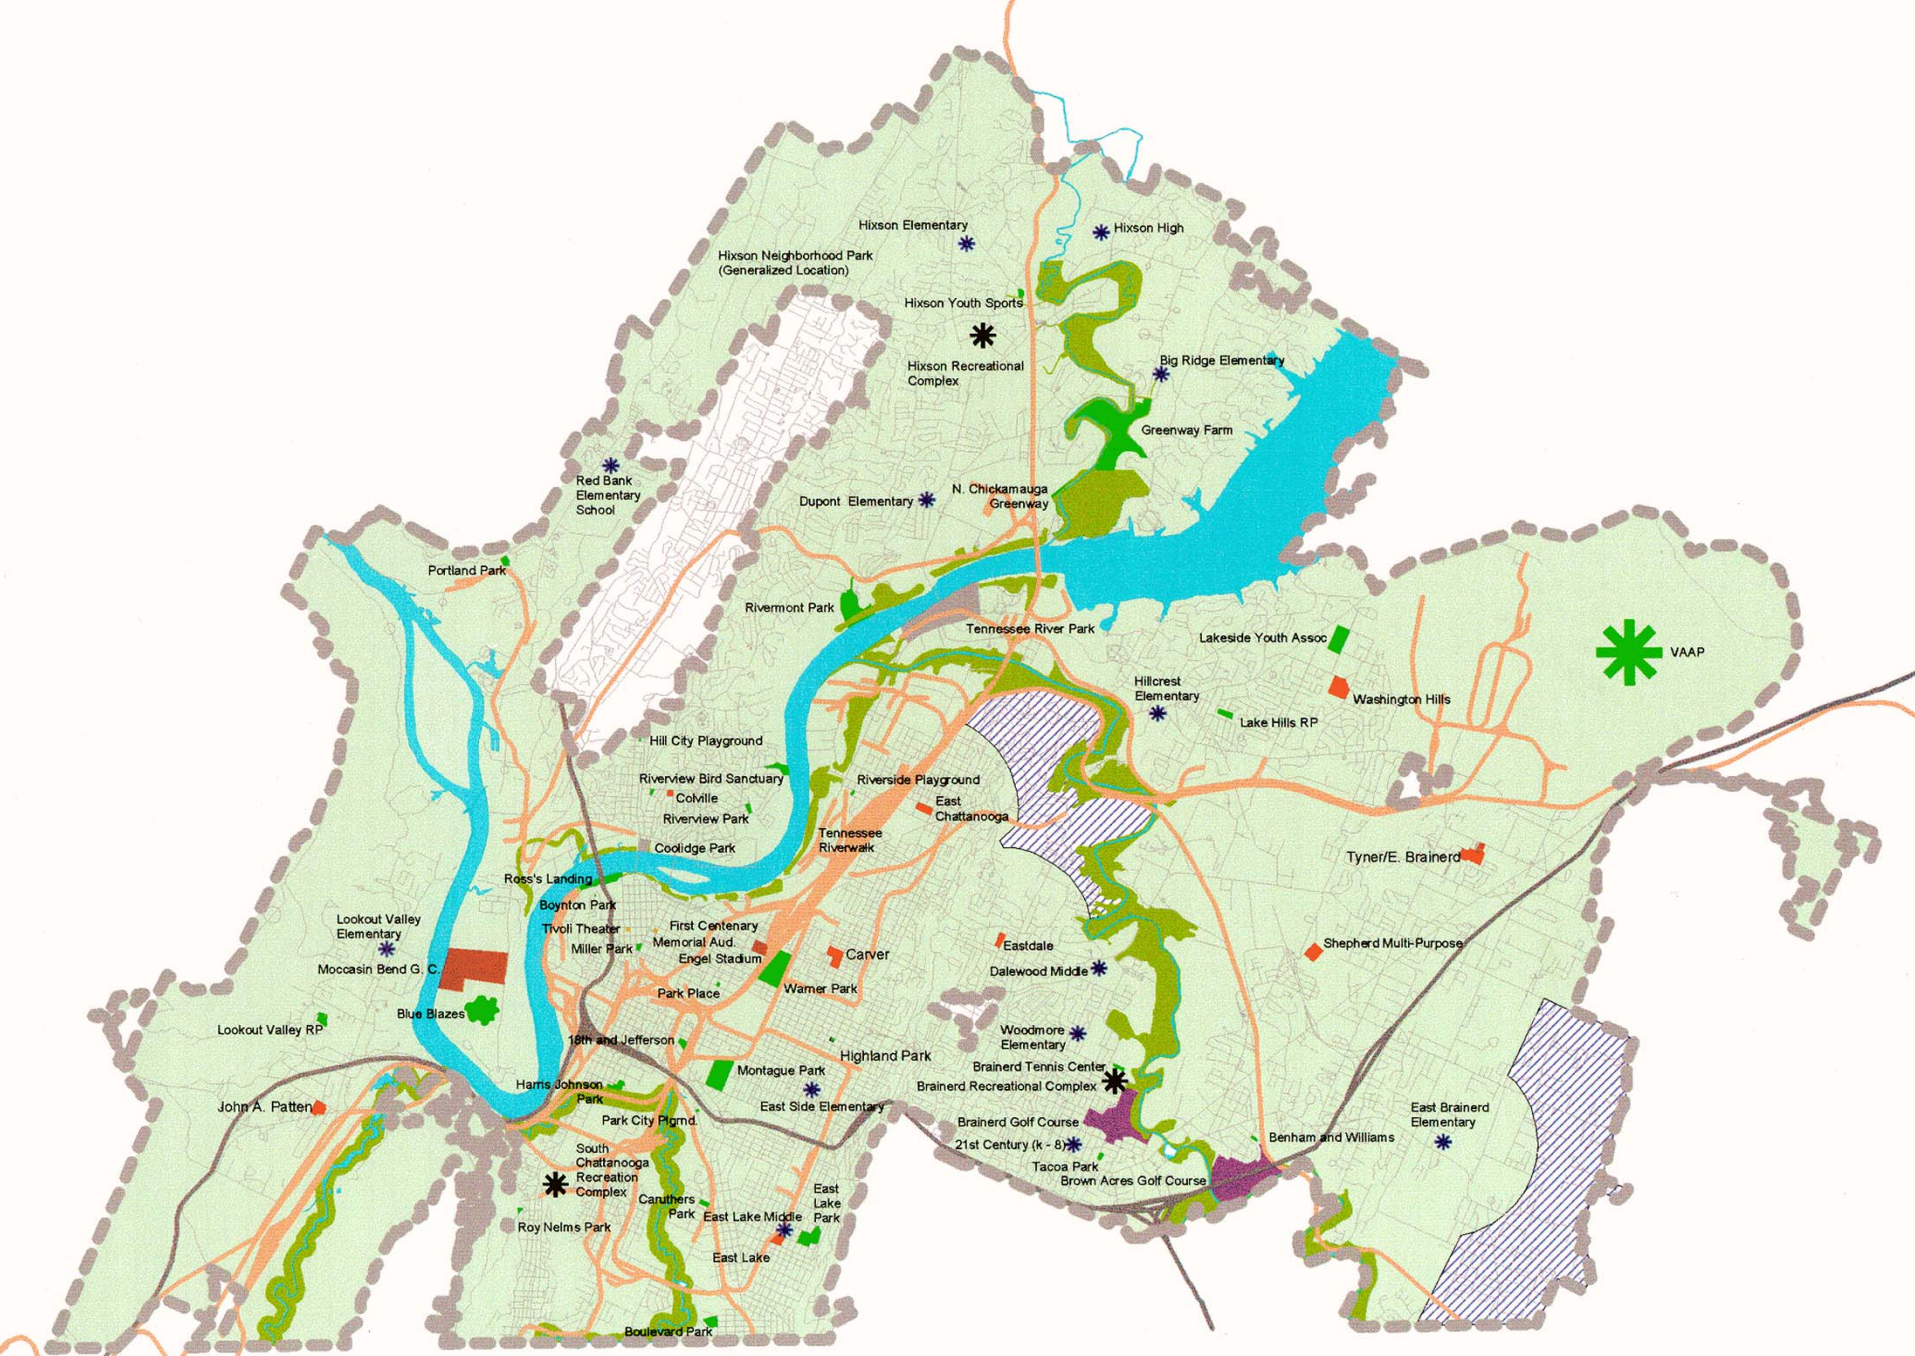 Hixson Elementary
Hixson High
Hixson Neighborhood Park
(Generalized Location)
Hixson Youth Sports
Hixson Recreational
Complex
Big Ridge Elementary
Greenway Farm
Red Bank
Elementary
School
Dupont Elementary
N. Chickamauga
Greenway
Portland Park
Rivermont Park
Tennessee River Park
Lakeside Youth Assoc
VAAP
Hillcrest
Elementary
Washington Hills
Lake Hills RP
Hill City Playground
Riverview Bird Sanctuary
Colville
Riverview Park
Riverside Playground
East
Chattanooga
Tennessee
Riverwalk
Coolidge Park
Tyner/E. Brainerd
Ross's Landing
Boynton Park
Lookout Valley
Elementary
Tivoli Theater
First Centenary
Miller Park
Memorial Aud.
Engel Stadium
Carver
Eastdale
Shepherd Multi-Purpose
Moccasin Bend G. C.
Dalewood Middle
Park Place
Warner Park
Blue Blazes
Lookout Valley RP
18th and Jefferson
Highland Park
Woodmore
Elementary
Montague Park
Brainerd Tennis Center
Brainerd Recreational Complex
Harris Johnson
Park
East Side Elementary
John A. Patten
Park City Plgrnd.
Brainerd Golf Course
East Brainerd
Elementary
21st Century (k - 8)
Benham and Williams
South
Chattanooga
Recreation
Complex
Tacoa Park
Brown Acres Golf Course
Caruthers
Park
East
Lake
Park
East Lake Middle
Roy Nelms Park
East Lake
Boulevard Park